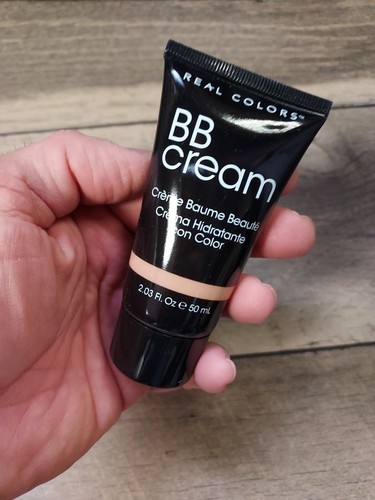 REAL COLORS™
BB
cream
Crème Baume Beauté
Crema Hidratante
con Color
2.03 Fl. Oz ℮ 50 mL